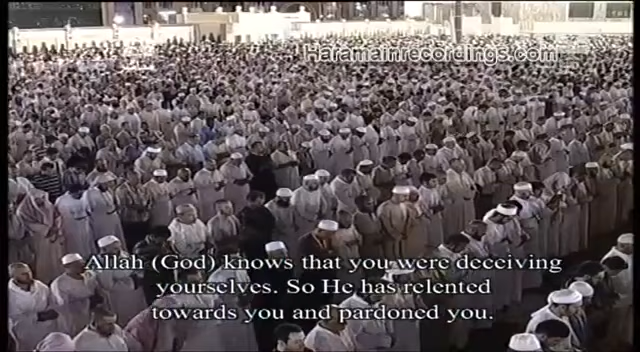 Haramainrecordings.com
Allah (God) knows that you were deceiving
yourselves. So He has relented
towards you and pardoned you.